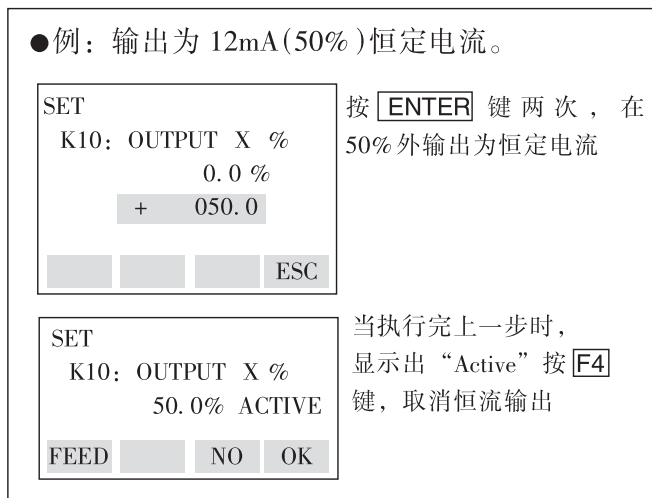 ●例：输出为 12mA(50%)恒定电流。
SET
K10：OUTPUT X %
0.0 %
+ 050.0
ESC
按 ENTER 键两次，在
50%外输出为恒定电流
SET
K10：OUTPUT X %
50.0% ACTIVE
FEED NO OK
当执行完上一步时，
显示出“Active”按 F4
键，取消恒流输出